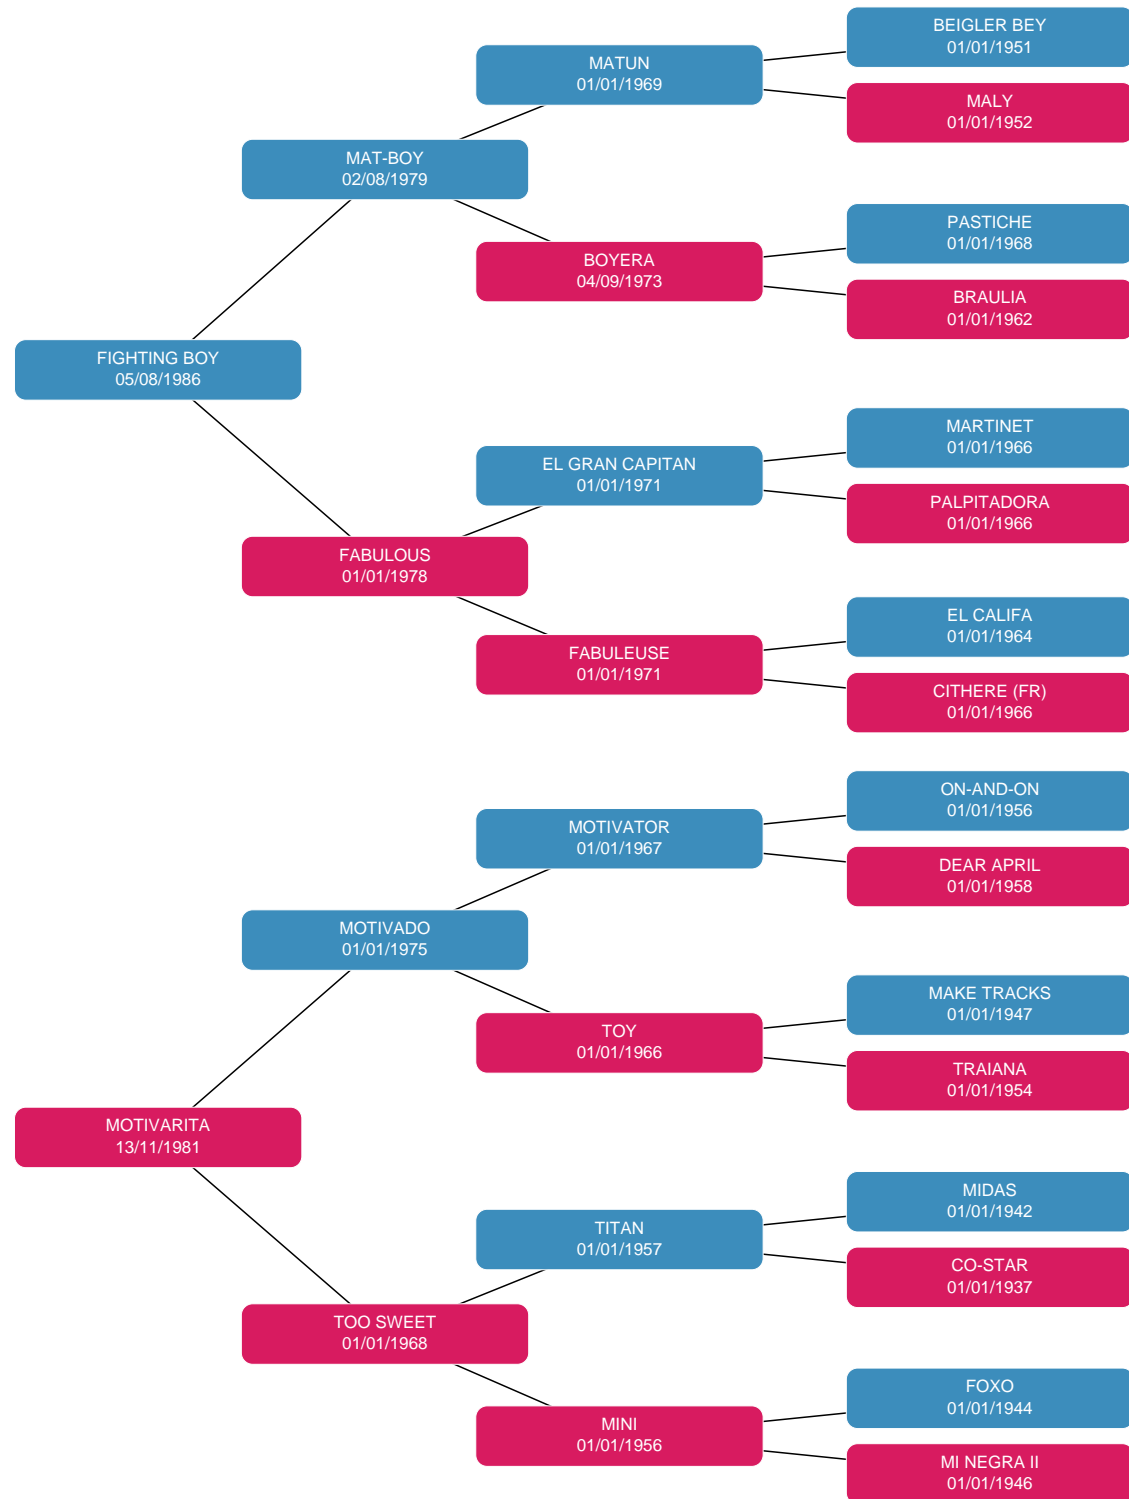 BEIGLER BEY
01/01/1951
MATUN
01/01/1969
MALY
01/01/1952
MAT-BOY
02/08/1979
PASTICHE
01/01/1968
BOYERA
04/09/1973
BRAULIA
01/01/1962
FIGHTING BOY
05/08/1986
MARTINET
01/01/1966
EL GRAN CAPITAN
01/01/1971
PALPITADORA
01/01/1966
FABULOUS
01/01/1978
EL CALIFA
01/01/1964
FABULEUSE
01/01/1971
CITHERE (FR)
01/01/1966
ON-AND-ON
01/01/1956
MOTIVATOR
01/01/1967
DEAR APRIL
01/01/1958
MOTIVADO
01/01/1975
MAKE TRACKS
01/01/1947
TOY
01/01/1966
TRAIANA
01/01/1954
MOTIVARITA
13/11/1981
MIDAS
01/01/1942
TITAN
01/01/1957
CO-STAR
01/01/1937
TOO SWEET
01/01/1968
FOXO
01/01/1944
MINI
01/01/1956
MI NEGRA II
01/01/1946